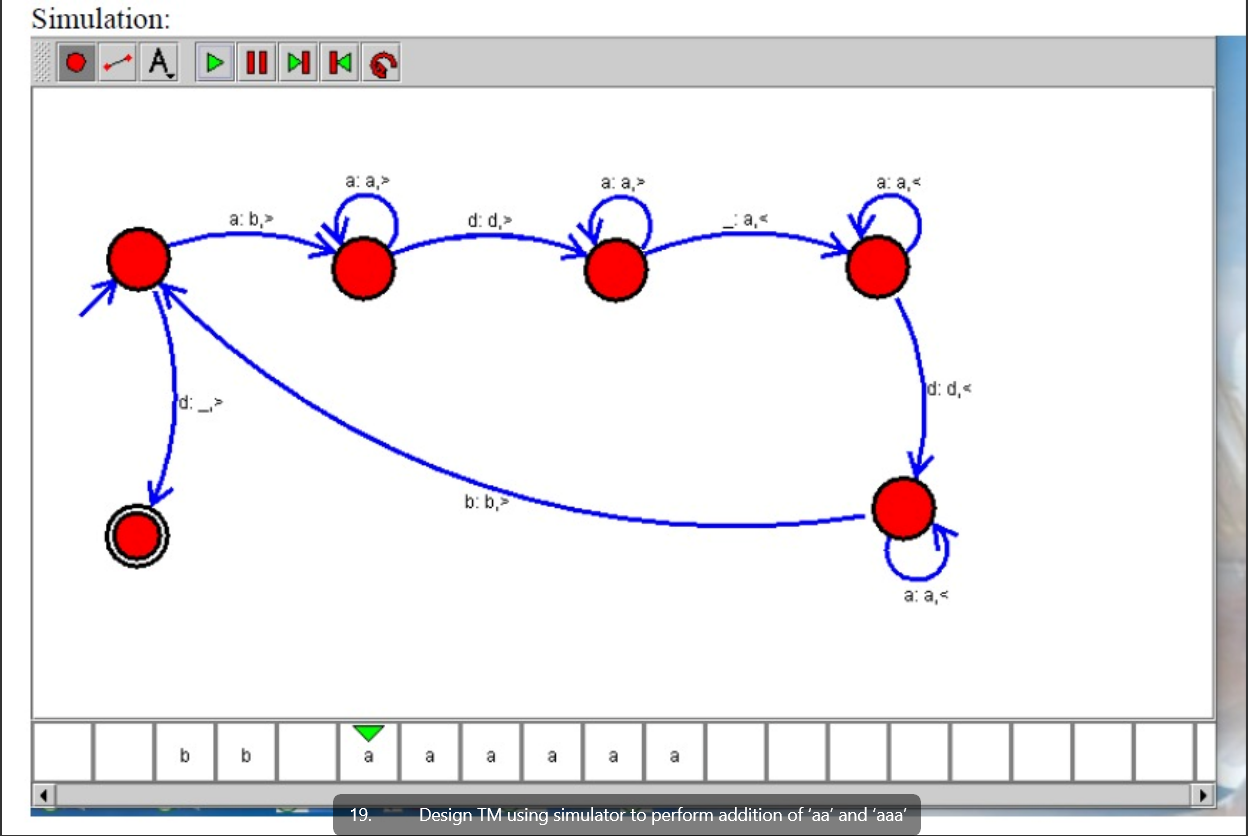 Simulation:
A
a: a,>
a: a,>
a: a,<
a: b,>
d: d,>
_: a,<
d: _,>
d: d,<
b: b,>
a: a,<
b b a a a a a a
19. Design TM using simulator to perform addition of ‘aa’ and ‘aaa’